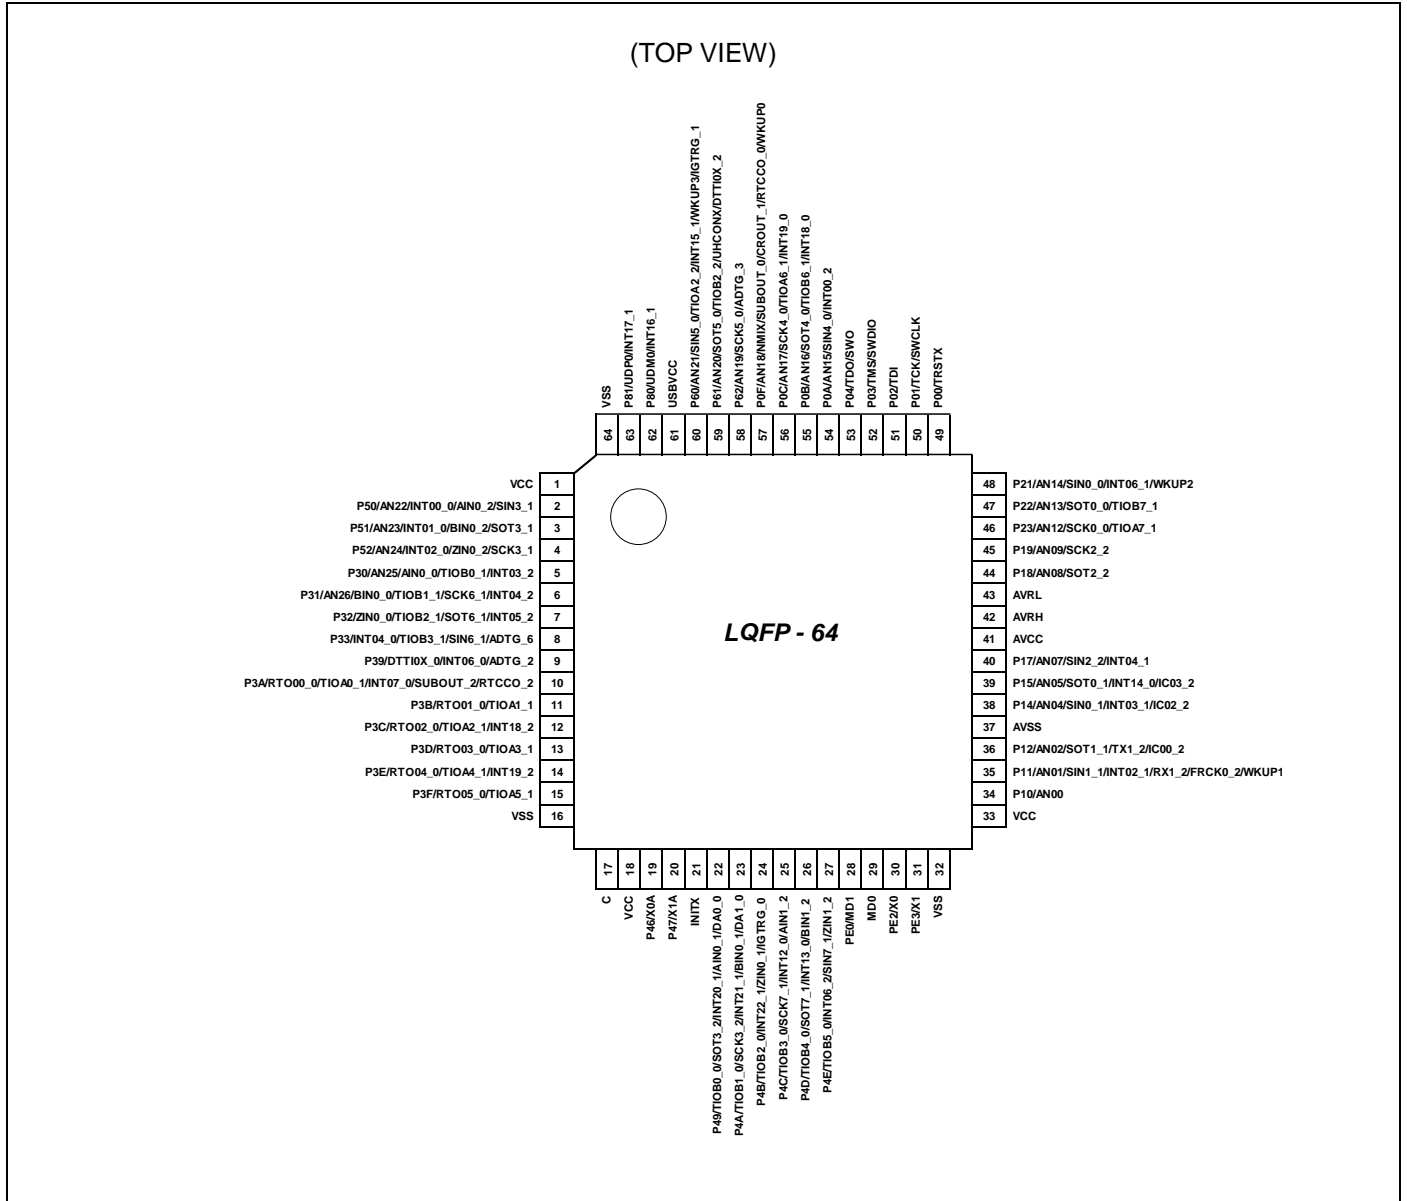 (TOP VIEW)
VSS
P81/UDP0/INT17_1
P80/UDM0/INT16_1
USBVCC
P60/AN21/SIN5_0/TIOA2_2/INT15_1/WKUP3/IGTRG_1
P61/AN20/SOT5_0/TIOB2_2/UHCONX/DTTI0X_2
P62/AN19/SCK5_0/ADTG_3
P0F/AN18/NMIX/SUBOUT_0/CROUT_1/RTCCO_0/WKUP0
P0C/AN17/SCK4_0/TIOA6_1/INT19_0
P0B/AN16/SOT4_0/TIOB6_1/INT18_0
P0A/AN15/SIN4_0/INT00_2
P04/TDO/SWO
P03/TMS/SWDIO
P02/TDI
P01/TCK/SWCLK
P00/TRSTX
64 63 62 61 60 59 58 57 56 55 54 53 52 51 50 49
VCC 1
P50/AN22/INT00_0/AIN0_2/SIN3_1 2
P51/AN23/INT01_0/BIN0_2/SOT3_1 3
P52/AN24/INT02_0/ZIN0_2/SCK3_1 4
P30/AN25/AIN0_0/TIOB0_1/INT03_2 5
P31/AN26/BIN0_0/TIOB1_1/SCK6_1/INT04_2 6
P32/ZIN0_0/TIOB2_1/SOT6_1/INT05_2 7
P33/INT04_0/TIOB3_1/SIN6_1/ADTG_6 8
P39/DTTI0X_0/INT06_0/ADTG_2 9
P3A/RTO00_0/TIOA0_1/INT07_0/SUBOUT_2/RTCCO_2 10
P3B/RTO01_0/TIOA1_1 11
P3C/RTO02_0/TIOA2_1/INT18_2 12
P3D/RTO03_0/TIOA3_1 13
P3E/RTO04_0/TIOA4_1/INT19_2 14
P3F/RTO05_0/TIOA5_1 15
VSS 16
LQFP - 64
48 P21/AN14/SIN0_0/INT06_1/WKUP2
47 P22/AN13/SOT0_0/TIOB7_1
46 P23/AN12/SCK0_0/TIOA7_1
45 P19/AN09/SCK2_2
44 P18/AN08/SOT2_2
43 AVRL
42 AVRH
41 AVCC
40 P17/AN07/SIN2_2/INT04_1
39 P15/AN05/SOT0_1/INT14_0/IC03_2
38 P14/AN04/SIN0_1/INT03_1/IC02_2
37 AVSS
36 P12/AN02/SOT1_1/TX1_2/IC00_2
35 P11/AN01/SIN1_1/INT02_1/RX1_2/FRCK0_2/WKUP1
34 P10/AN00
33 VCC
17 18 19 20 21 22 23 24 25 26 27 28 29 30 31 32
C
VCC
P46/X0A
P47/X1A
INITX
P49/TIOB0_0/SOT3_2/INT20_1/AIN0_1/DA0_0
P4A/TIOB1_0/SCK3_2/INT21_1/BIN0_1/DA1_0
P4B/TIOB2_0/INT22_1/ZIN0_1/IGTRG_0
P4C/TIOB3_0/SCK7_1/INT12_0/AIN1_2
P4D/TIOB4_0/SOT7_1/INT13_0/BIN1_2
P4E/TIOB5_0/INT06_2/SIN7_1/ZIN1_2
PE0/MD1
MD0
PE2/X0
PE3/X1
VSS